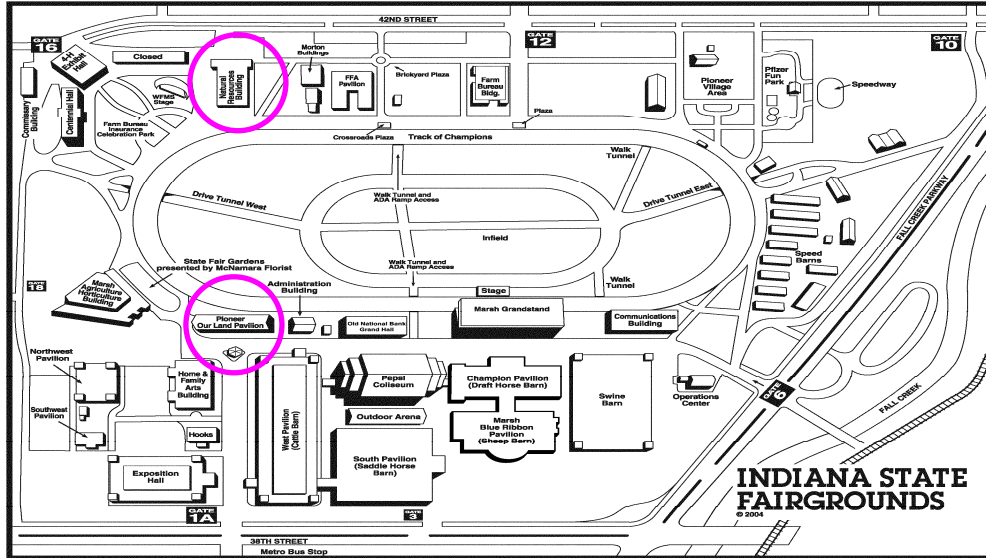 42ND STREET
GATE
16
GATE
12
GATE
10
4-H
Exhibit
Hall
Closed
Natural
Resources
Building
Morton
Buildings
FFA
Pavilion
Brickyard Plaza
Farm
Bureau
Bldg.
Pioneer
Village
Area
Pfizer
Fun
Park
Speedway
Commissary
Building
Centennial Hall
WFMS
Stage
Farm Bureau
Insurance
Celebration Park
Crossroads Plaza
Plaza
Track of Champions
Walk
Tunnel
Drive Tunnel West
Walk Tunnel and
ADA Ramp Access
Drive Tunnel East
Infield
FALL CREEK PARKWAY
Walk Tunnel and
ADA Ramp Access
Speed
Barns
State Fair Gardens
presented by McNamara Florist
Walk
Tunnel
GATE
18
Marsh
Agriculture
Horticulture
Building
Administration
Building
Stage
Pioneer
Our Land Pavilion
Old National Bank
Grand Hall
Marsh Grandstand
Communications
Building
Northwest
Pavilion
Home &
Family
Arts
Building
Southwest
Pavilion
Hooks
West Pavilion
(Cattle Barn)
Pepsi
Coliseum
Outdoor Arena
Champion Pavilion
(Draft Horse Barn)
Marsh
Blue Ribbon
Pavilion
(Sheep Barn)
Swine
Barn
Operations
Center
GATE
6
FALL CREEK
South Pavilion
(Saddle Horse
Barn)
Exposition
Hall
GATE
1A
GATE
3
INDIANA STATE
FAIRGROUNDS
© 2004
38TH STREET
Metro Bus Stop